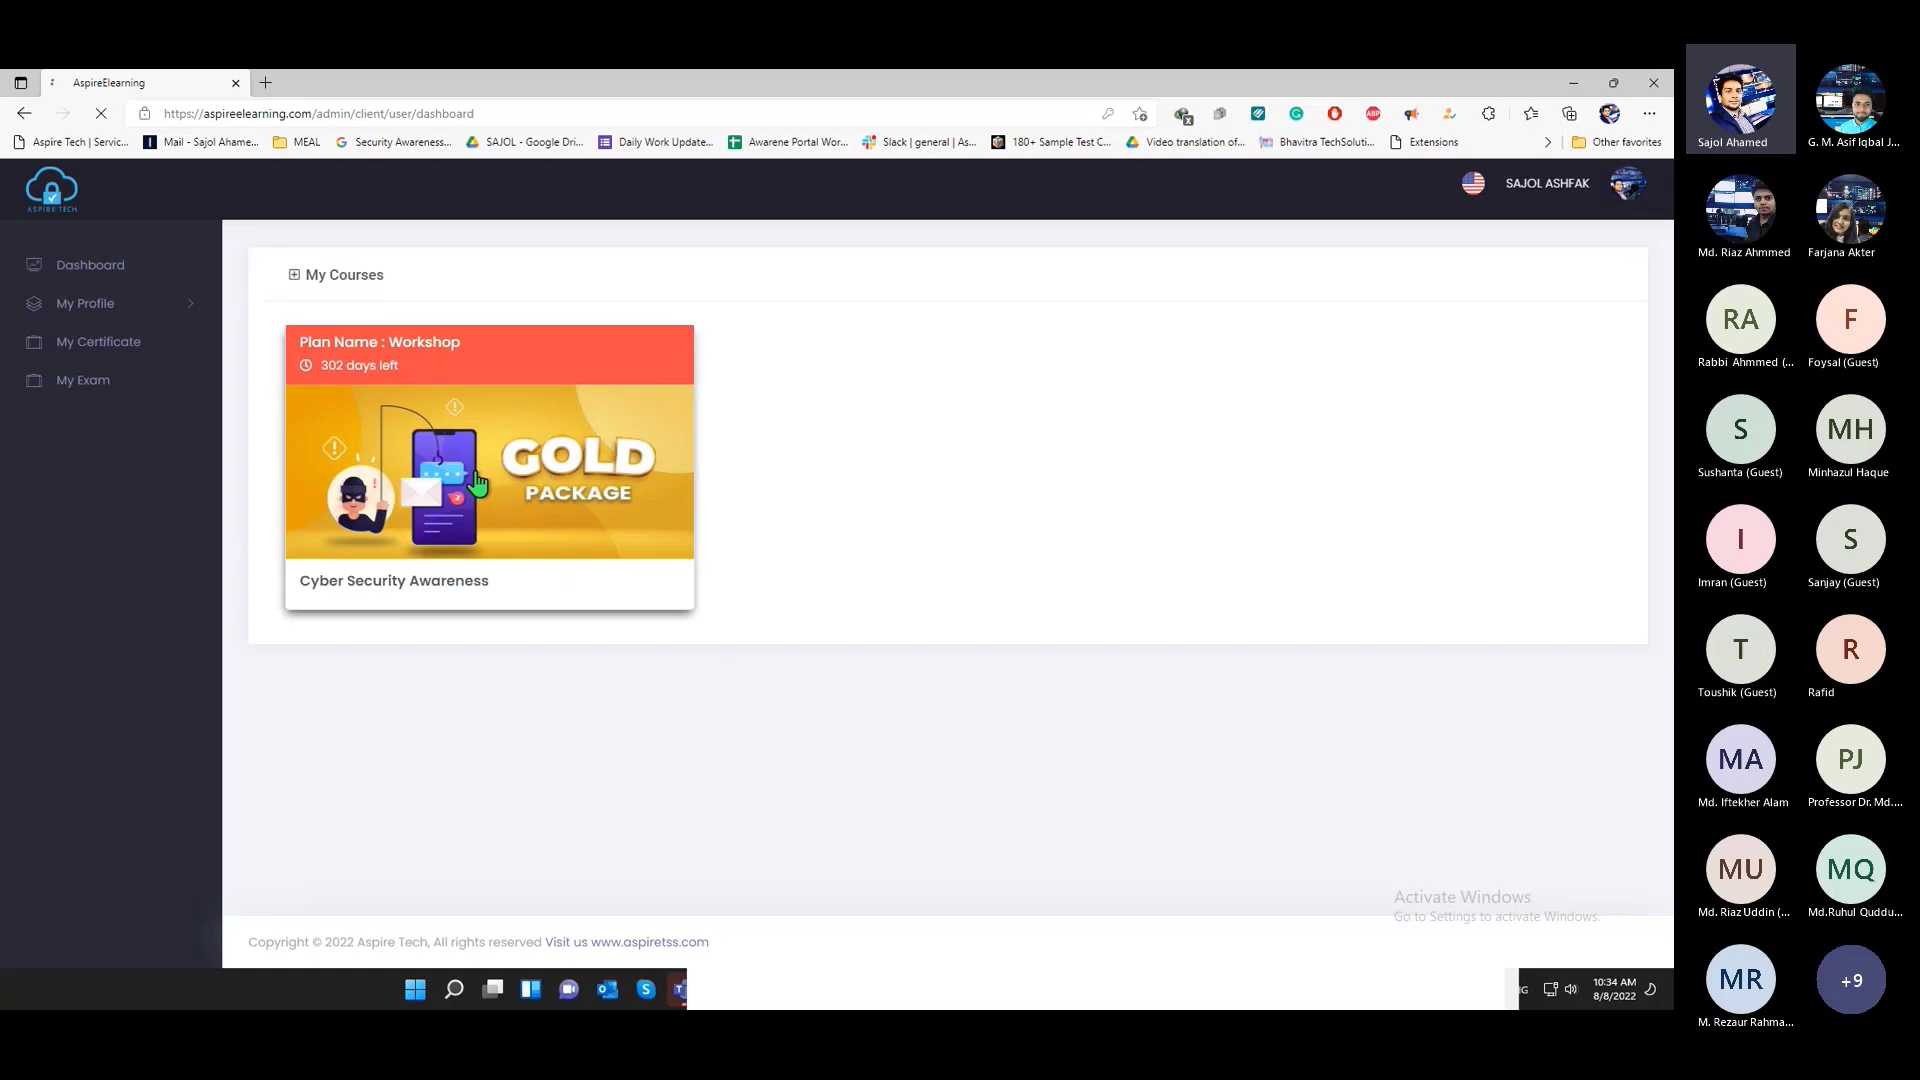 AspireElearning
https://aspireelearning.com/admin/client/user/dashboard
Aspire Tech | Servic...
Mail - Sajol Ahame...
MEAL
Security Awareness...
SAJOL - Google Dri...
Daily Work Update...
Awarene Portal Wor...
Slack | general | As...
180+ Sample Test C...
Video translation of...
Bhavitra TechSoluti...
Extensions
Other favorites
ASPIRE TECH
SAJOL ASHFAK
Dashboard
My Profile
My Certificate
My Exam
My Courses
Plan Name : Workshop
302 days left
GOLD
PACKAGE
Cyber Security Awareness
Activate Windows
Go to Settings to activate Windows.
Copyright © 2022 Aspire Tech, All rights reserved Visit us www.aspiretss.com
10:34 AM
8/8/2022
Sajol Ahamed
G. M. Asif Iqbal J...
Md. Riaz Ahmmed
Farjana Akter
RA
Rabbi Ahmmed (...
F
Foysal (Guest)
S
Sushanta (Guest)
MH
Minhazul Haque
I
Imran (Guest)
S
Sanjay (Guest)
T
Toushik (Guest)
R
Rafid
MA
Md. Iftekher Alam
PJ
Professor Dr. Md....
MU
Md. Riaz Uddin (...
MQ
Md.Ruhul Quddu...
MR
M. Rezaur Rahma...
+9